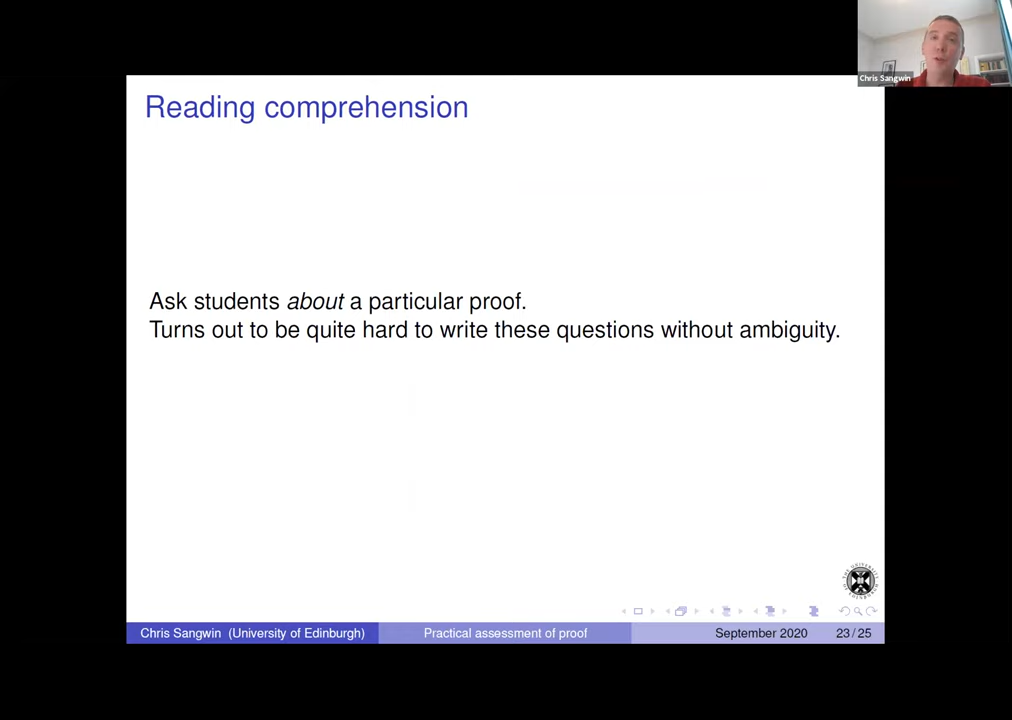 Chris Sangwin
Reading comprehension
Ask students about a particular proof.
Turns out to be quite hard to write these questions without ambiguity.
Chris Sangwin (University of Edinburgh) Practical assessment of proof September 2020 23/25